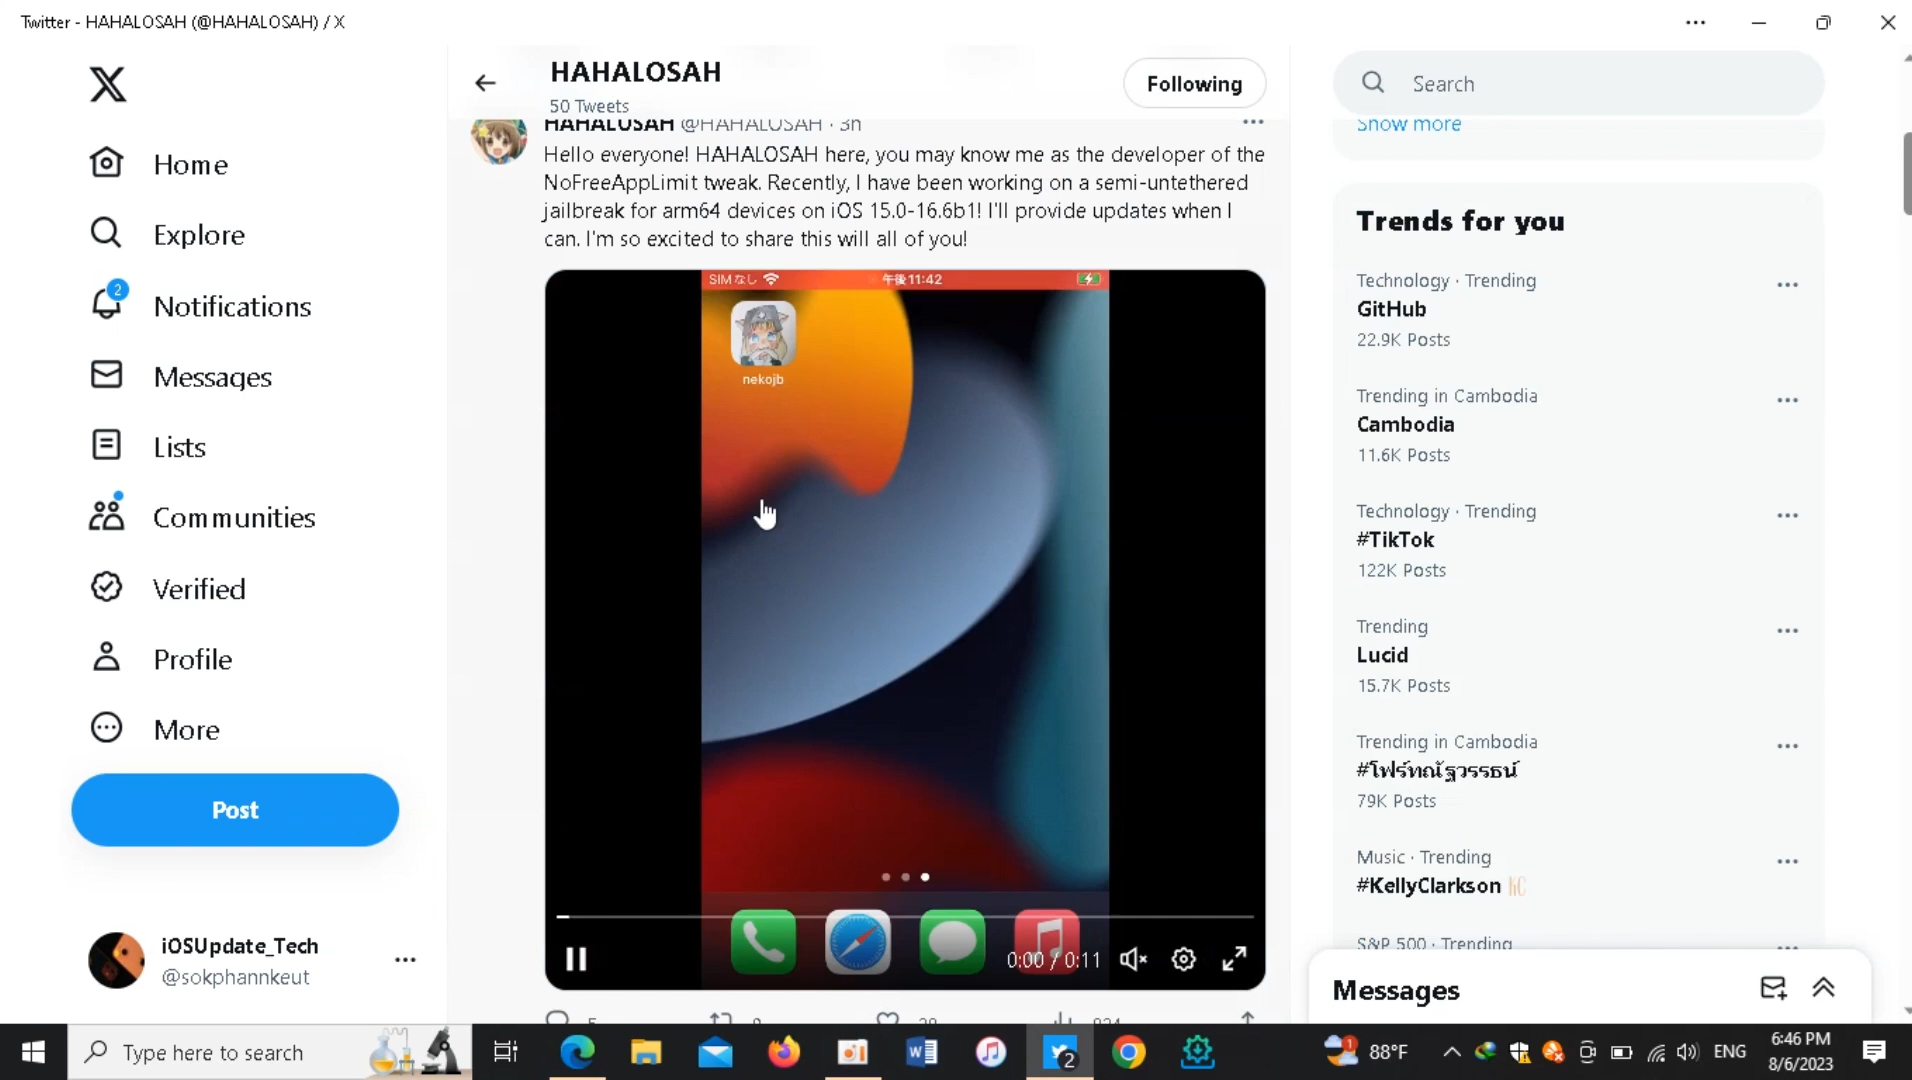 Twitter - HAHALOSAH (@HAHALOSAH) / X
Home
Explore
2
Notifications
Messages
Lists
Communities
Verified
Profile
More
Post
iOSUpdate_Tech
@sokphannkeut
HAHALOSAH
50 Tweets
Following
HAHALOSAH @HAHALOSAH · 3h
Hello everyone! HAHALOSAH here, you may know me as the developer of the
NoFreeAppLimit tweak. Recently, I have been working on a semi-untethered
jailbreak for arm64 devices on iOS 15.0-16.6b1! I'll provide updates when I
can. I'm so excited to share this will all of you!
SIMなし 午後11:42
nekojb
0:00 / 0:11
Search
Show more
Trends for you
Technology · Trending
GitHub
22.9K Posts
Trending in Cambodia
Cambodia
11.6K Posts
Technology · Trending
#TikTok
122K Posts
Trending
Lucid
15.7K Posts
Trending in Cambodia
#โฟร์ทณัฐวรรธน์
79K Posts
Music · Trending
#KellyClarkson
S&P 500 · Trending
Messages
Type here to search
2
1
88°F
ENG
6:46 PM
8/6/2023